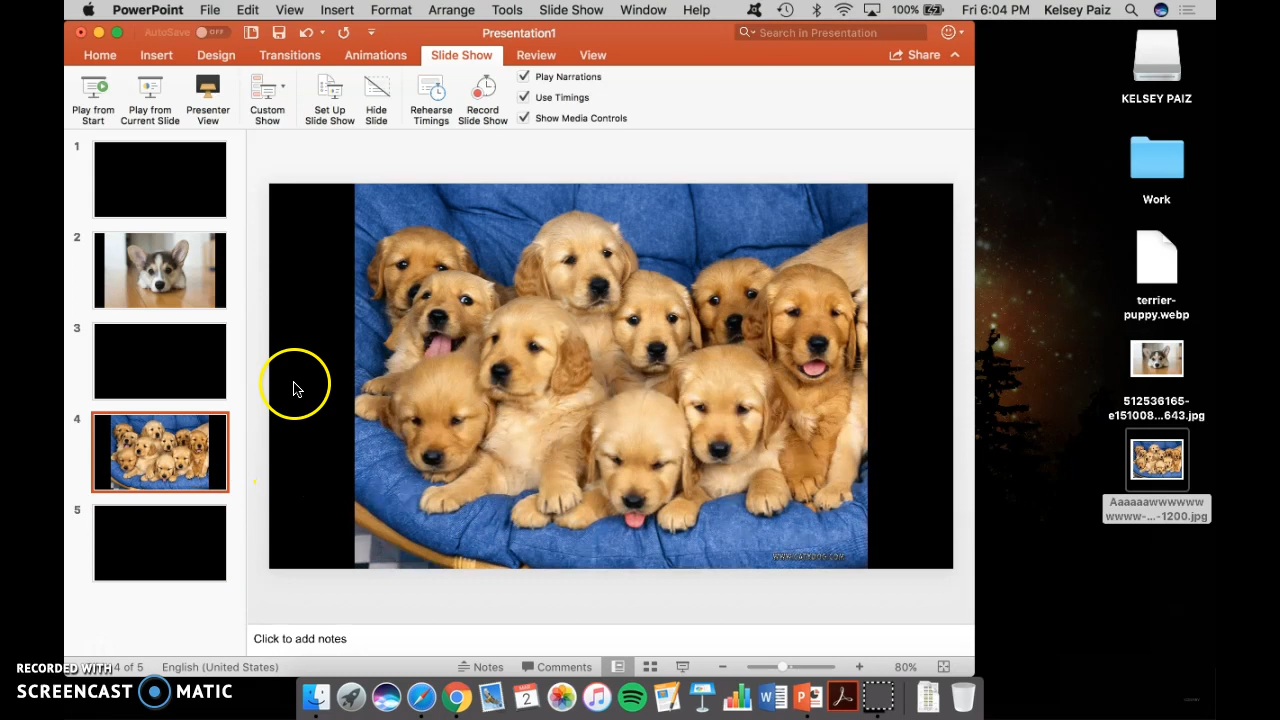 PowerPoint File Edit View Insert Format Arrange Tools Slide Show Window Help 100% Fri 6:04 PM Kelsey Paiz
AutoSave OFF Presentation1 Search in Presentation
Home Insert Design Transitions Animations Slide Show Review View Share
Play from Start
Play from Current Slide
Presenter View
Custom Show
Set Up Slide Show
Hide Slide
Rehearse Timings
Record Slide Show
Play Narrations
Use Timings
Show Media Controls
1
2
3
4
5
WWW.CATYDOG.COM
Click to add notes
4 of 5 English (United States) Notes Comments 80%
KELSEY PAIZ
Work
terrier-
puppy.webp
512536165-
e151008...643.jpg
Aaaaaawwwwww
wwww-...-1200.jpg
RECORDED WITH
SCREENCAST MATIC
2
W
P